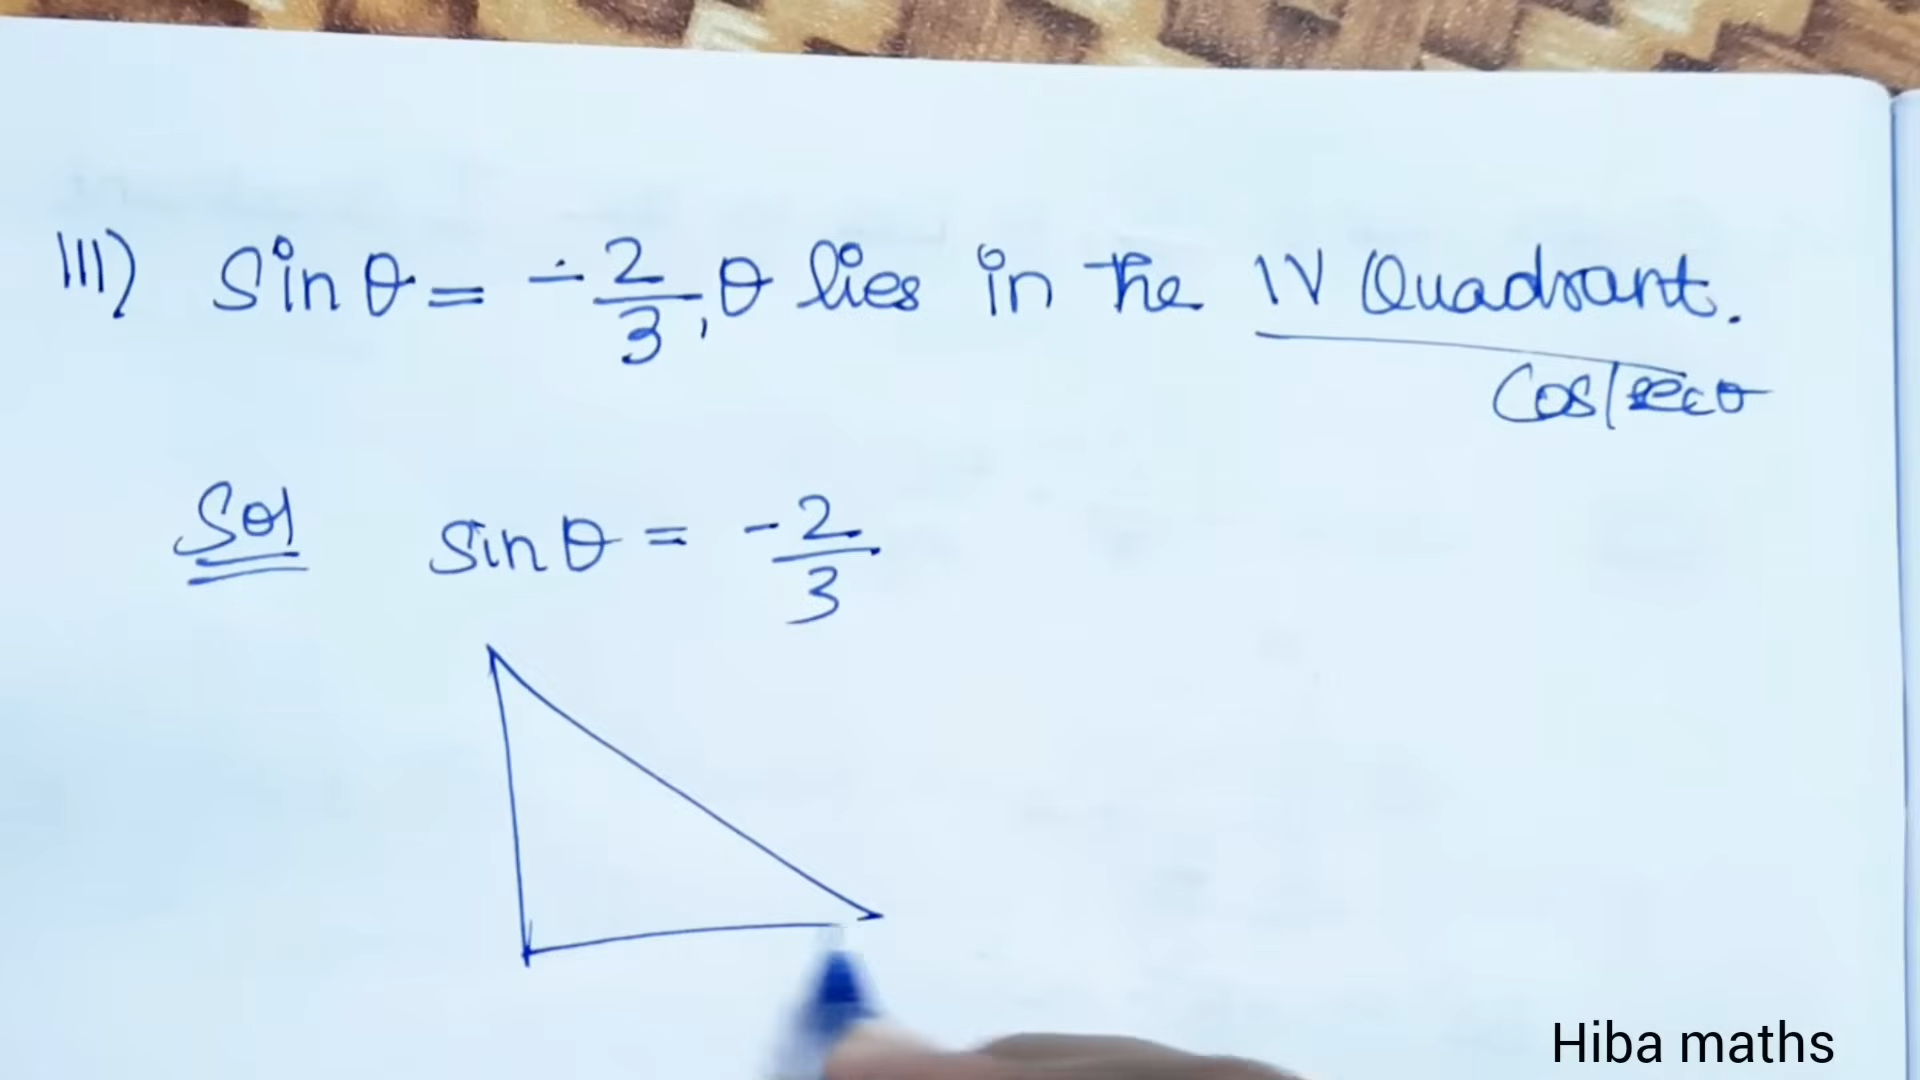 III) Sin θ = -2/3, θ lies in the IV Quadrant.
Cos/secθ
Sol sin θ = -2/3
Hiba maths